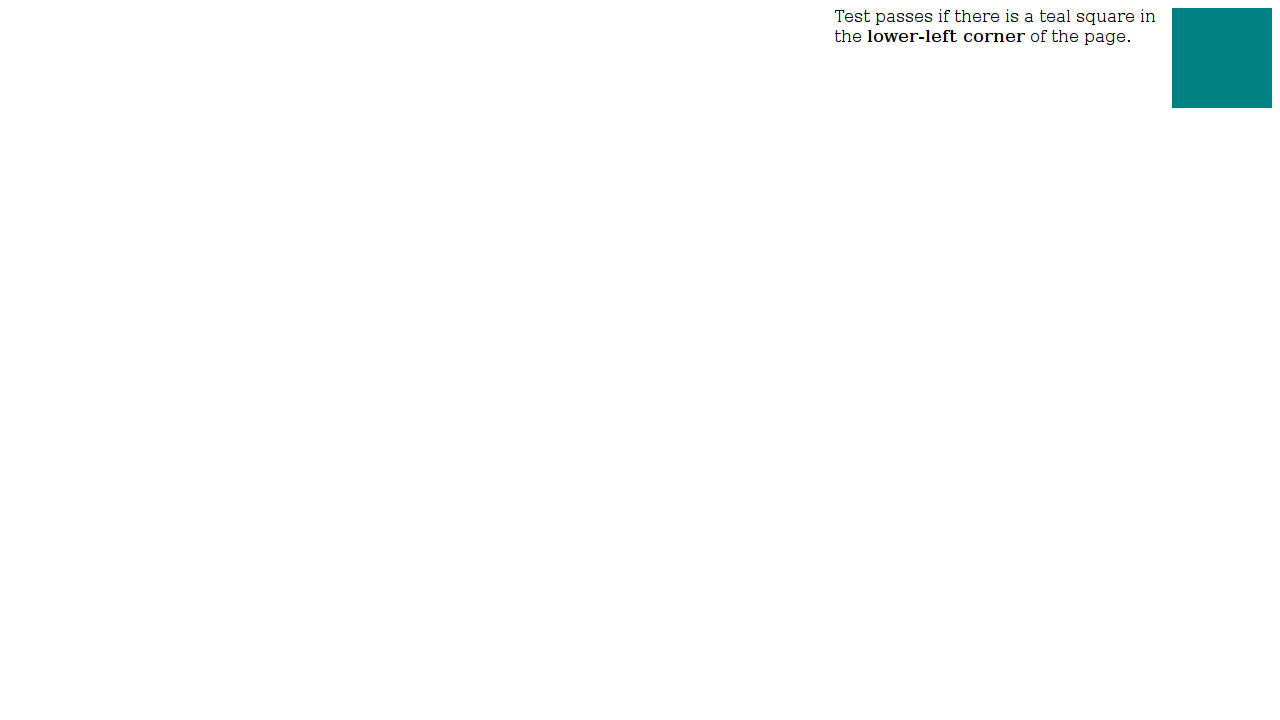 Test passes if there is a teal square in
the lower-left corner of the page.